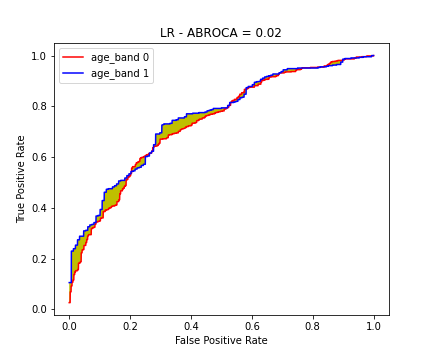 LR - ABROCA = 0.02
age_band 0
age_band 1
True Positive Rate
1.0
0.8
0.6
0.4
0.2
0.0
0.0 0.2 0.4 0.6 0.8 1.0
False Positive Rate